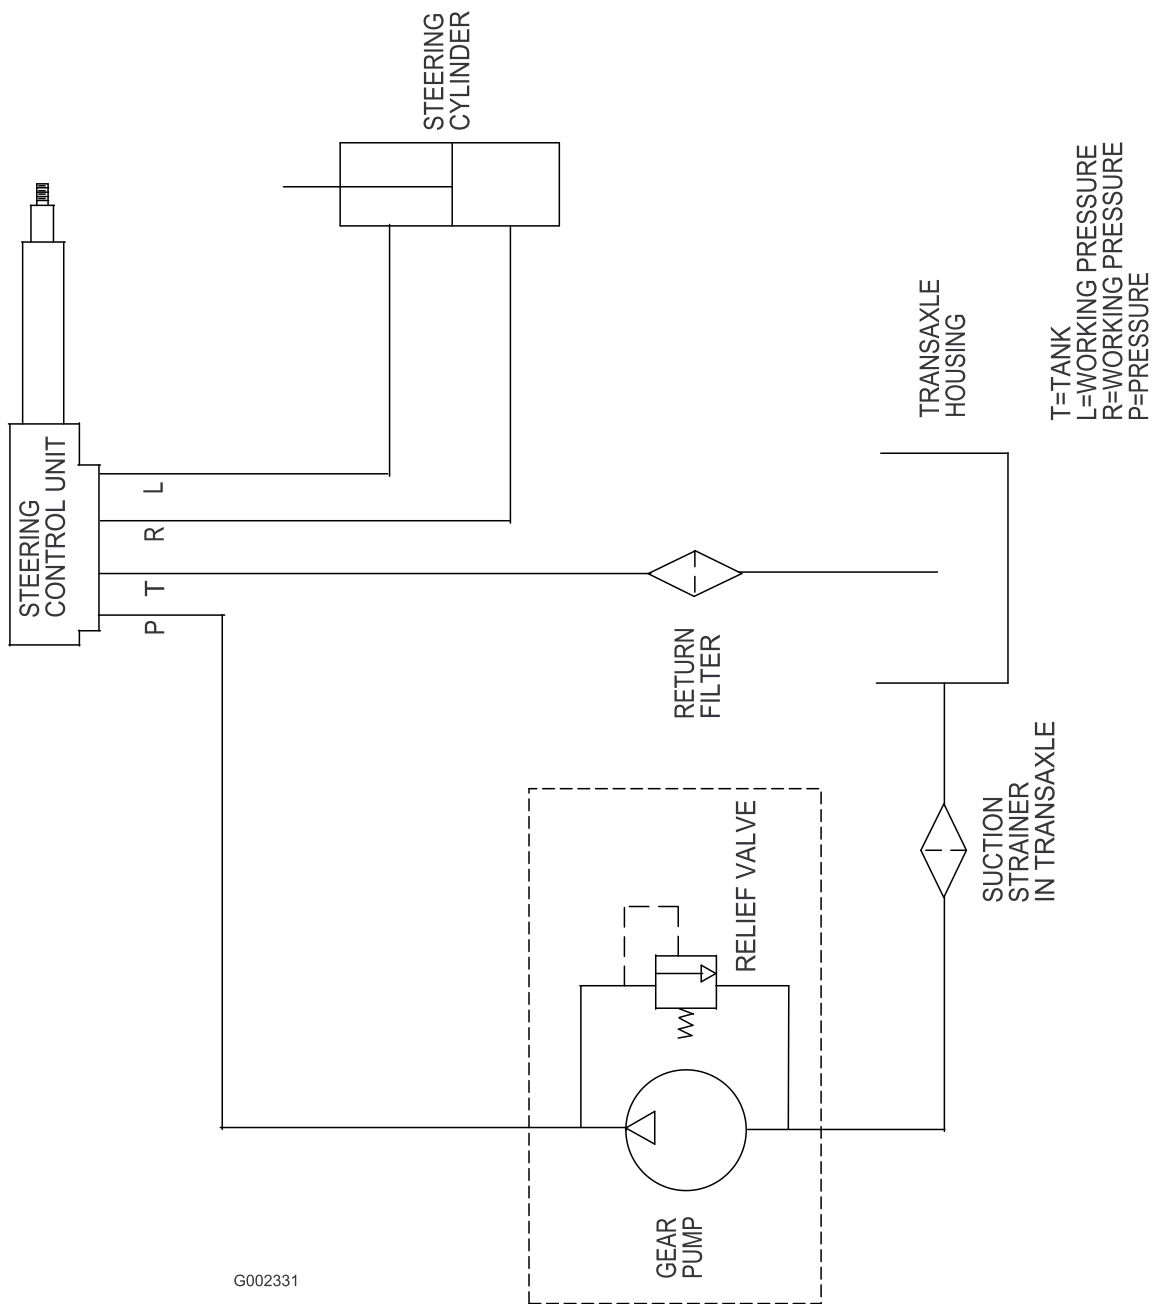 STEERING
CONTROL UNIT
STEERING
CYLINDER
P T R L
RETURN
FILTER
TRANSAXLE
HOUSING
GEAR
PUMP
RELIEF VALVE
SUCTION
STRAINER
IN TRANSAXLE
T=TANK
L=WORKING PRESSURE
R=WORKING PRESSURE
P=PRESSURE
G002331